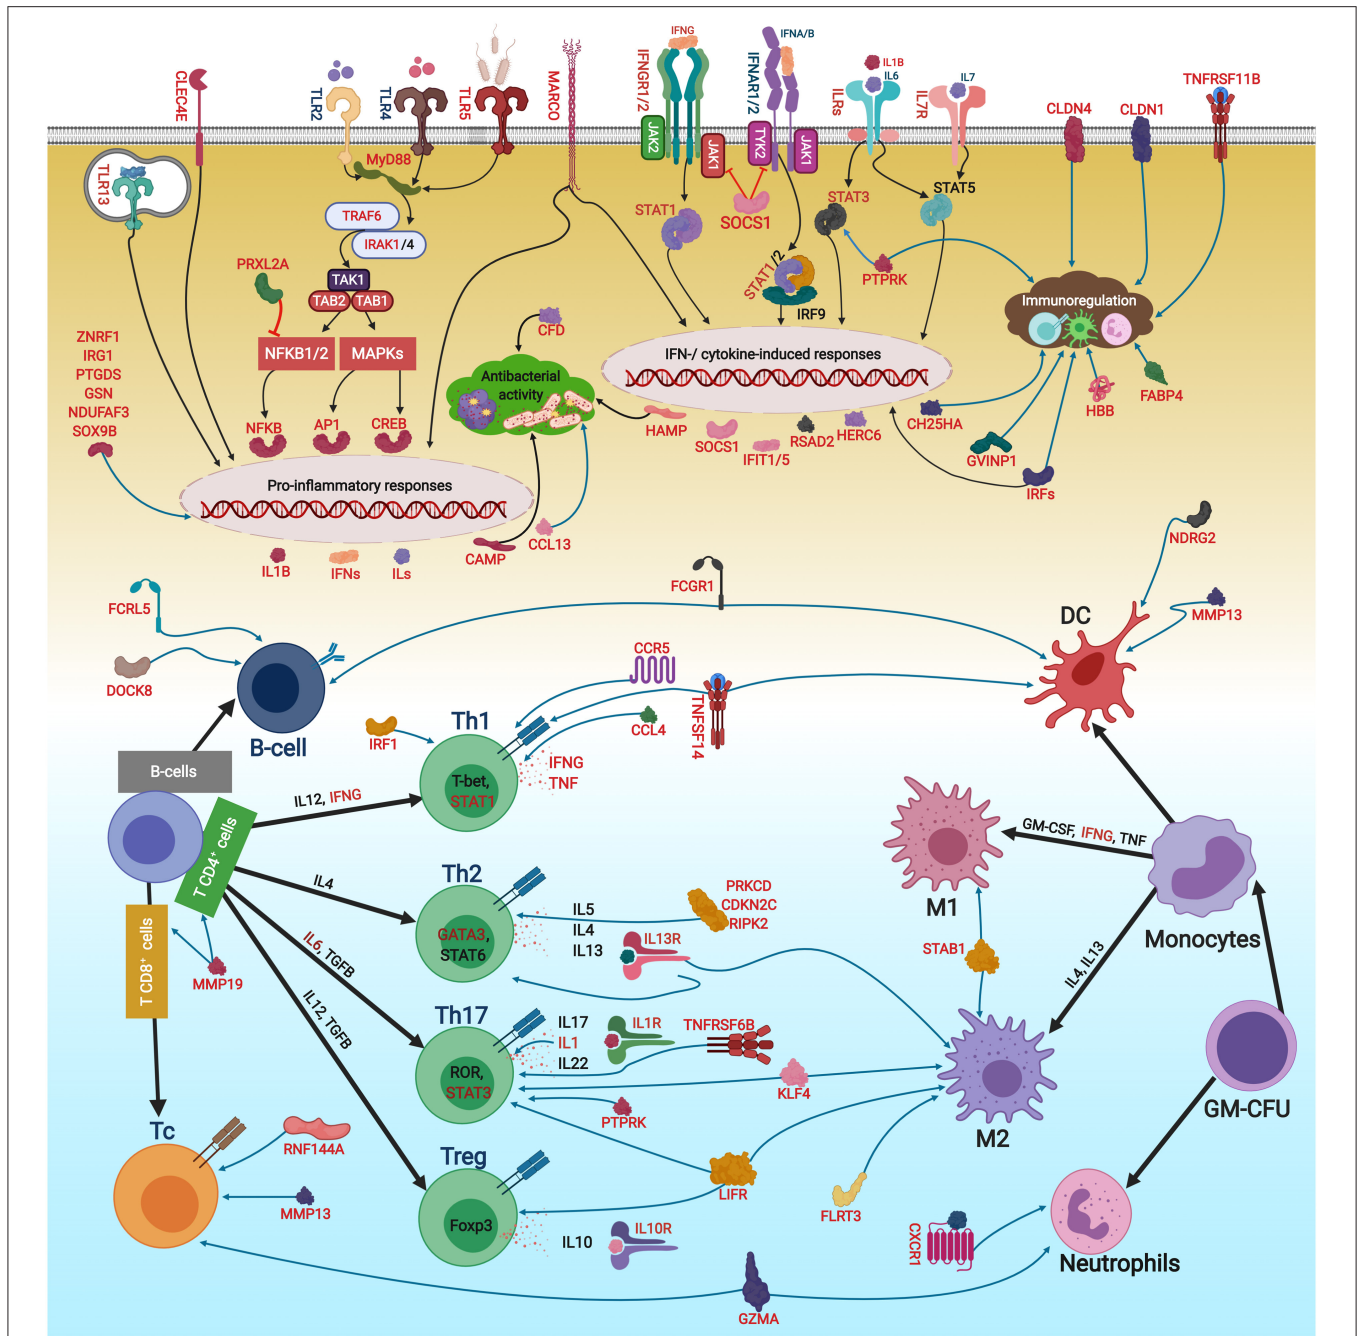 IFNG
IFNA/B
IL1B
IL6
IL7
CLEC4E
TLR2
TLR4
TLR5
MARCO
IFNGR1/2
IFNAR1/2
ILRs
IL7R
CLDN4
CLDN1
TNFRSF11B
JAK2
JAK1
TYK2
JAK1
TLR13
MyD88
TRAF6
IRAK1/4
STAT1
SOCS1
STAT3
STAT5
PRXL2A
TAK1
TAB2
TAB1
STAT1/2
IRF9
PTPRK
Immunoregulation
ZNRF1
IRG1
PTGDS
GSN
NDUFAF3
SOX9B
NFKB1/2
MAPKs
CFD
Antibacterial
activity
IFN-/ cytokine-induced responses
HBB
FABP4
NFKB
AP1
CREB
HAMP
SOCS1
IFIT1/5
RSAD2
HERC6
CH25HA
GVINP1
IRFs
Pro-inflammatory responses
IL1B
IFNs
ILs
CAMP
CCL13
NDRG2
FCRL5
FCGR1
MMP13
DC
DOCK8
B-cell
CCR5
TNFSF14
CCL4
IRF1
Th1
T-bet,
STAT1
IFNG
TNF
B-cells
T CD4+ cells
T CD8+ cells
IL12, IFNG
IL4
IL6, TGFB
IL12, TGFB
MMP19
Th2
GATA3,
STAT6
IL5
IL4
IL13
PRKCD
CDKN2C
RIPK2
IL13R
M1
GM-CSF, IFNG, TNF
Monocytes
STAB1
IL4, IL13
Th17
ROR,
STAT3
IL17
IL1
IL22
IL1R
TNFRSF6B
KLF4
PTPRK
M2
GM-CFU
Tc
RNF144A
MMP13
Treg
Foxp3
IL10
IL10R
LIFR
FLRT3
CXCR1
Neutrophils
GZMA